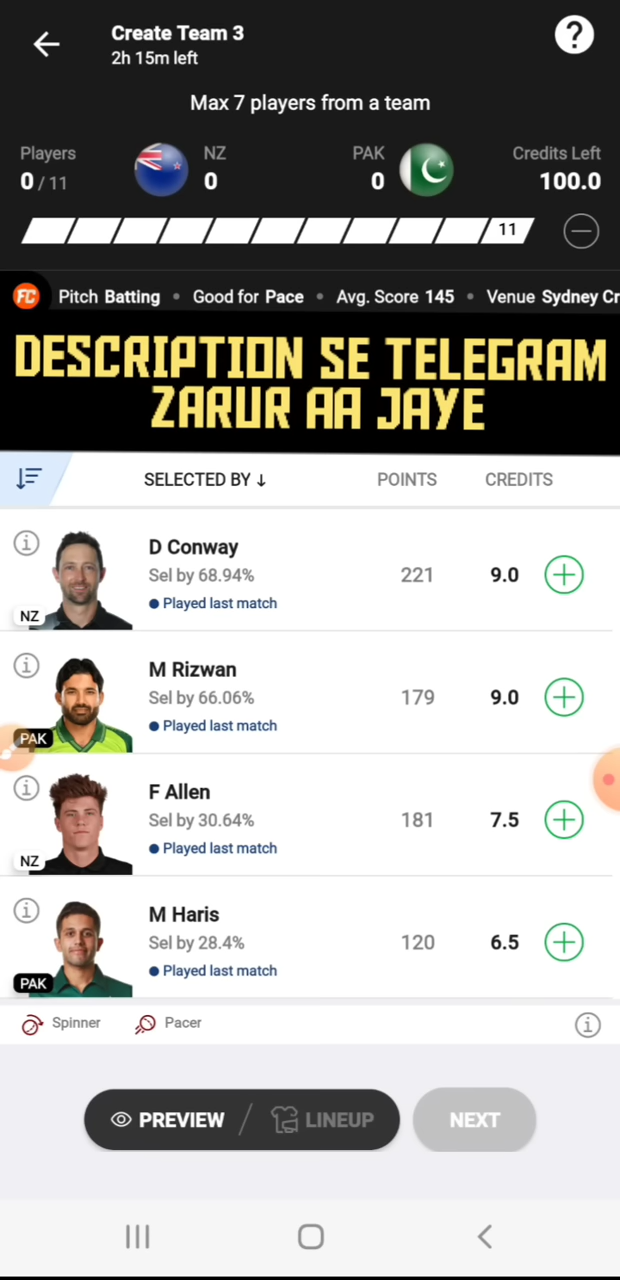 Create Team 3
2h 15m left
?
Max 7 players from a team
Players
0 / 11
NZ
0
PAK
0
Credits Left
100.0
11
FC Pitch Batting • Good for Pace • Avg. Score 145 • Venue Sydney Cr
DESCRIPTION SE TELEGRAM
ZARUR AA JAYE
SELECTED BY ↓ POINTS CREDITS
D Conway
Sel by 68.94%
Played last match
221 9.0
NZ
M Rizwan
Sel by 66.06%
Played last match
179 9.0
PAK
F Allen
Sel by 30.64%
Played last match
181 7.5
NZ
M Haris
Sel by 28.4%
Played last match
120 6.5
PAK
Spinner Pacer
PREVIEW / LINEUP NEXT